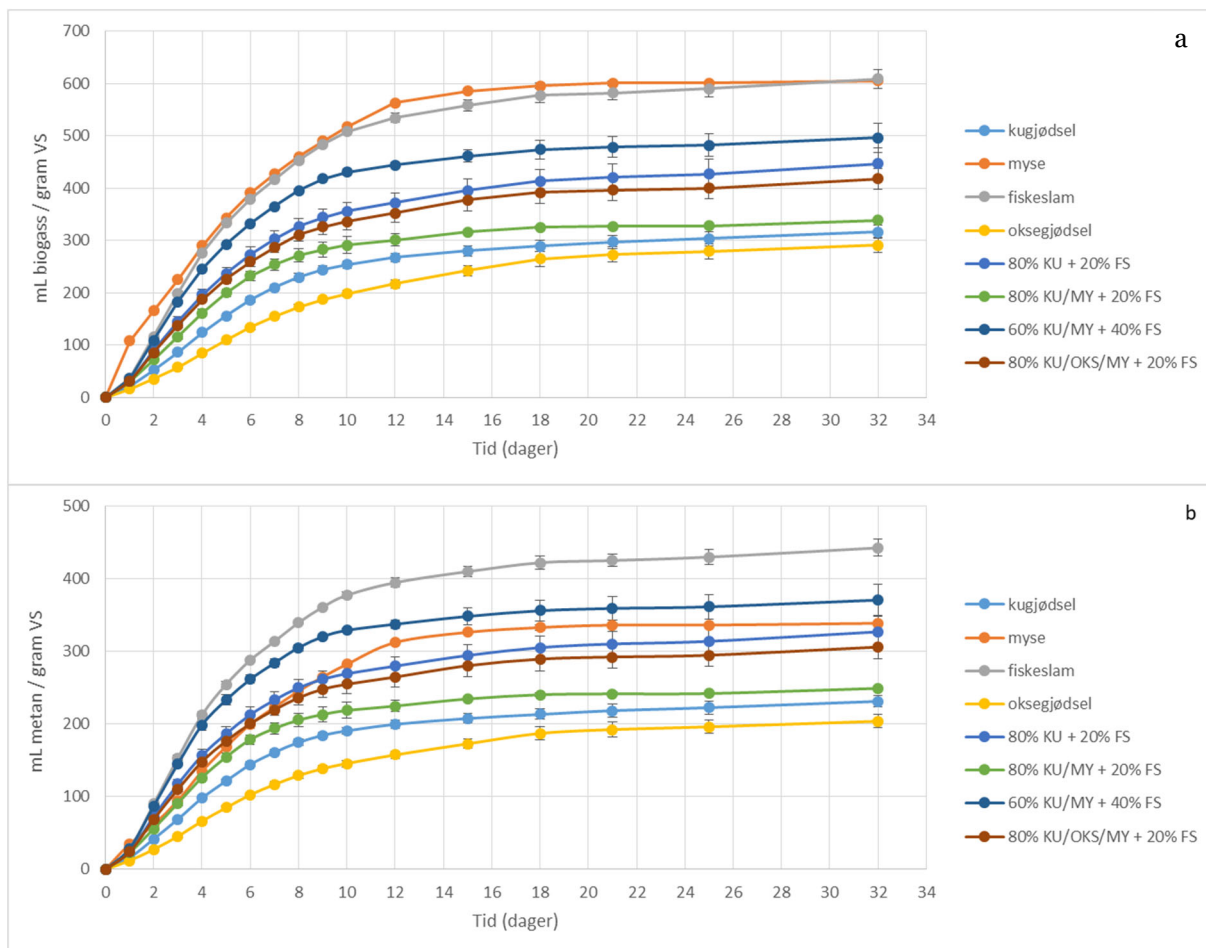 a
700
600
500
400
300
200
100
0
mL biogass / gram VS
0 2 4 6 8 10 12 14 16 18 20 22 24 26 28 30 32 34
Tid (dager)
kugjødsel
myse
fiskeslam
oksegjødsel
80% KU + 20% FS
80% KU/MY + 20% FS
60% KU/MY + 40% FS
80% KU/OKS/MY + 20% FS
b
500
400
300
200
100
0
mL metan / gram VS
0 2 4 6 8 10 12 14 16 18 20 22 24 26 28 30 32 34
Tid (dager)
kugjødsel
myse
fiskeslam
oksegjødsel
80% KU + 20% FS
80% KU/MY + 20% FS
60% KU/MY + 40% FS
80% KU/OKS/MY + 20% FS